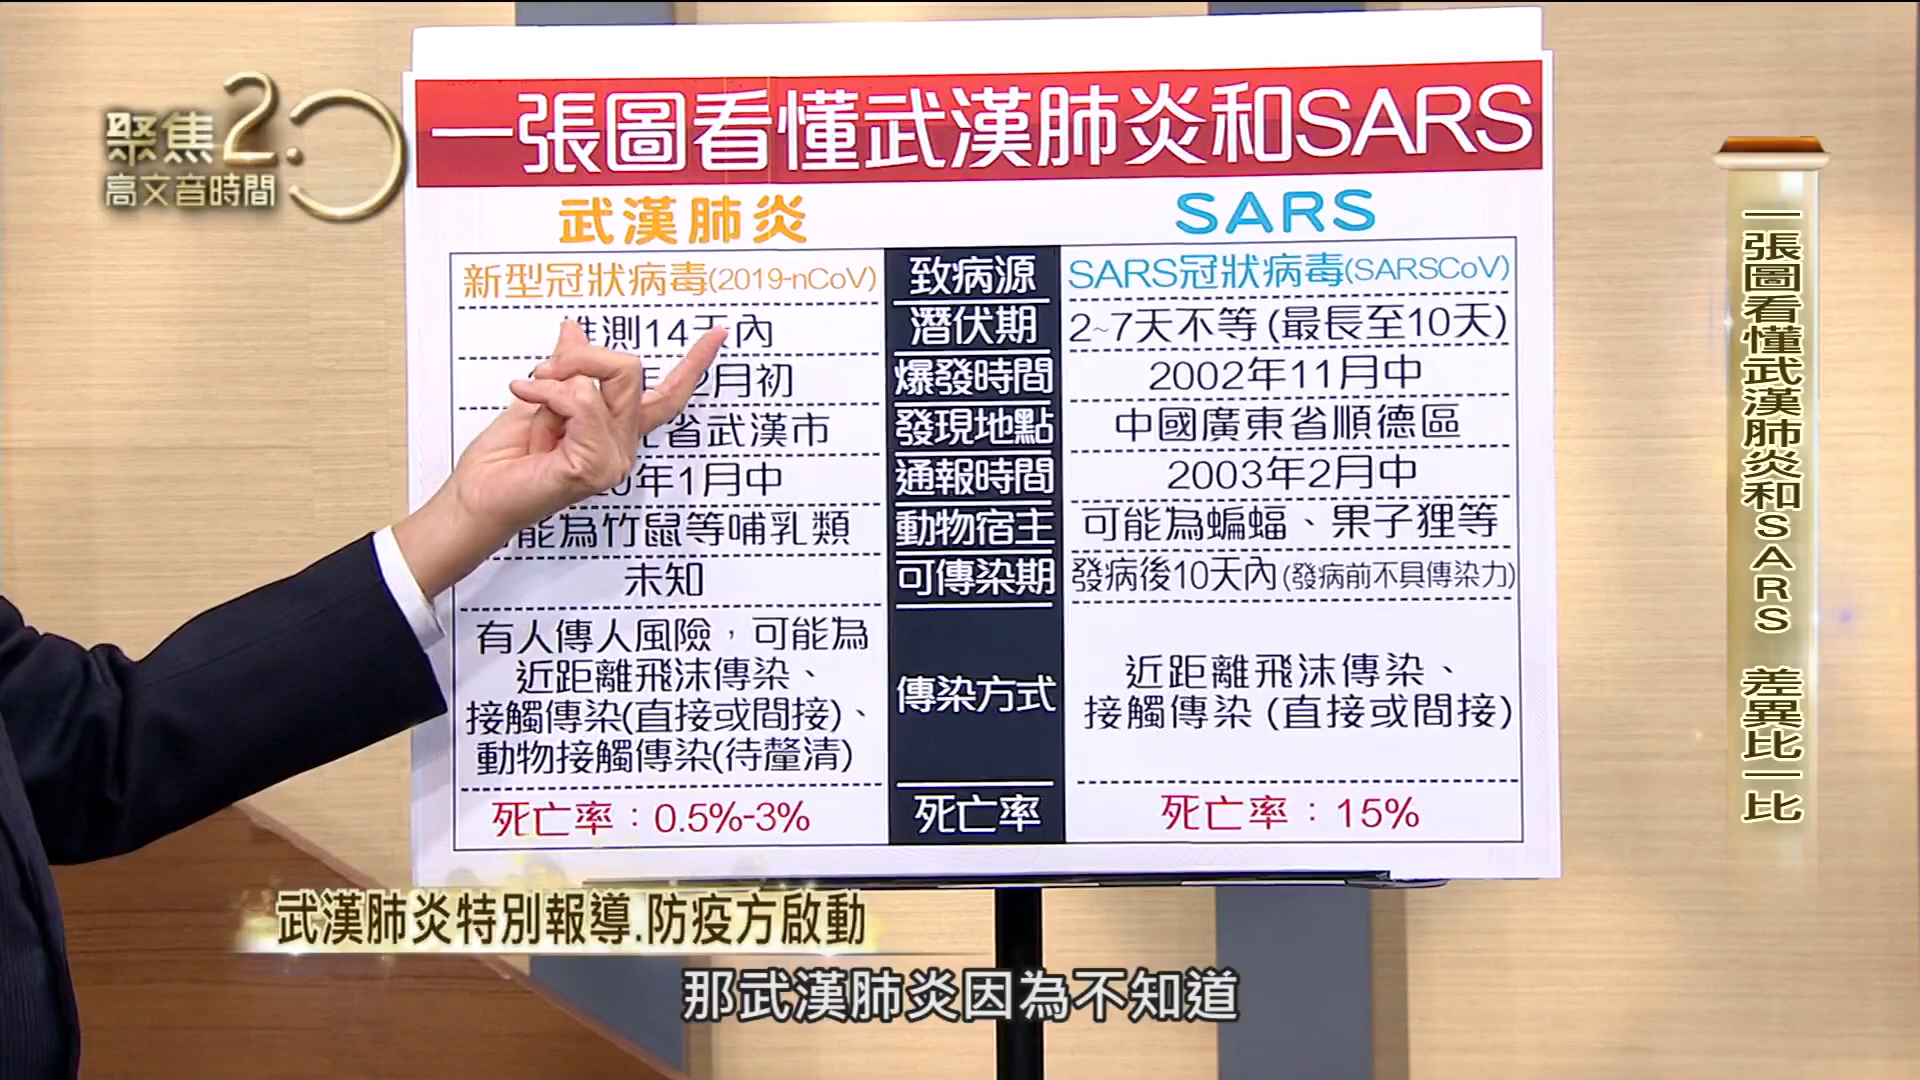 聚焦2.0
高文音時間
一張圖看懂武漢肺炎和SARS
武漢肺炎
SARS
新型冠狀病毒(2019-nCoV)
致病源
SARS冠狀病毒(SARSCoV)
推測14天內
潛伏期
2~7天不等(最長至10天)
2月初
爆發時間
2002年11月中
省武漢市
發現地點
中國廣東省順德區
年1月中
通報時間
2003年2月中
能為竹鼠等哺乳類
動物宿主
可能為蝙蝠、果子狸等
未知
可傳染期
發病後10天內(發病前不具傳染力)
有人傳人風險，可能為
近距離飛沫傳染、
接觸傳染(直接或間接)、
動物接觸傳染(待釐清)
傳染方式
近距離飛沫傳染、
接觸傳染(直接或間接)
死亡率：0.5%-3%
死亡率
死亡率：15%
一張圖看懂武漢肺炎和SARS 差異比一比
武漢肺炎特別報導.防疫方啟動
那武漢肺炎因為不知道